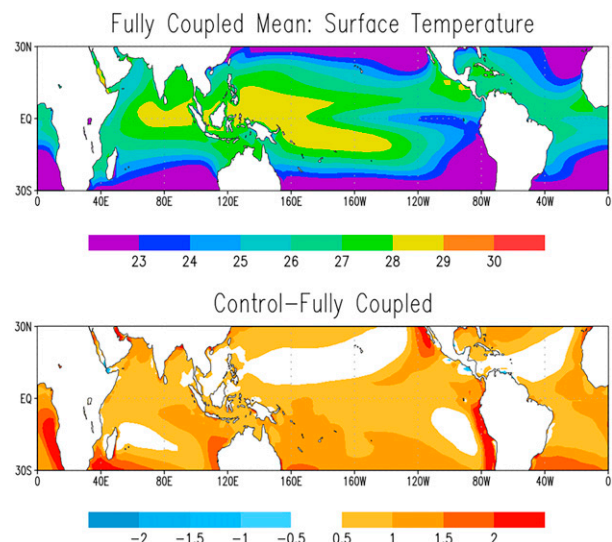 Fully Coupled Mean: Surface Temperature
30N
EQ
30S
0 40E 80E 120E 160E 160W 120W 80W 40W 0
23 24 25 26 27 28 29 30
Control-Fully Coupled
30N
EQ
30S
0 40E 80E 120E 160E 160W 120W 80W 40W 0
-2 -1.5 -1 -0.5 0.5 1 1.5 2